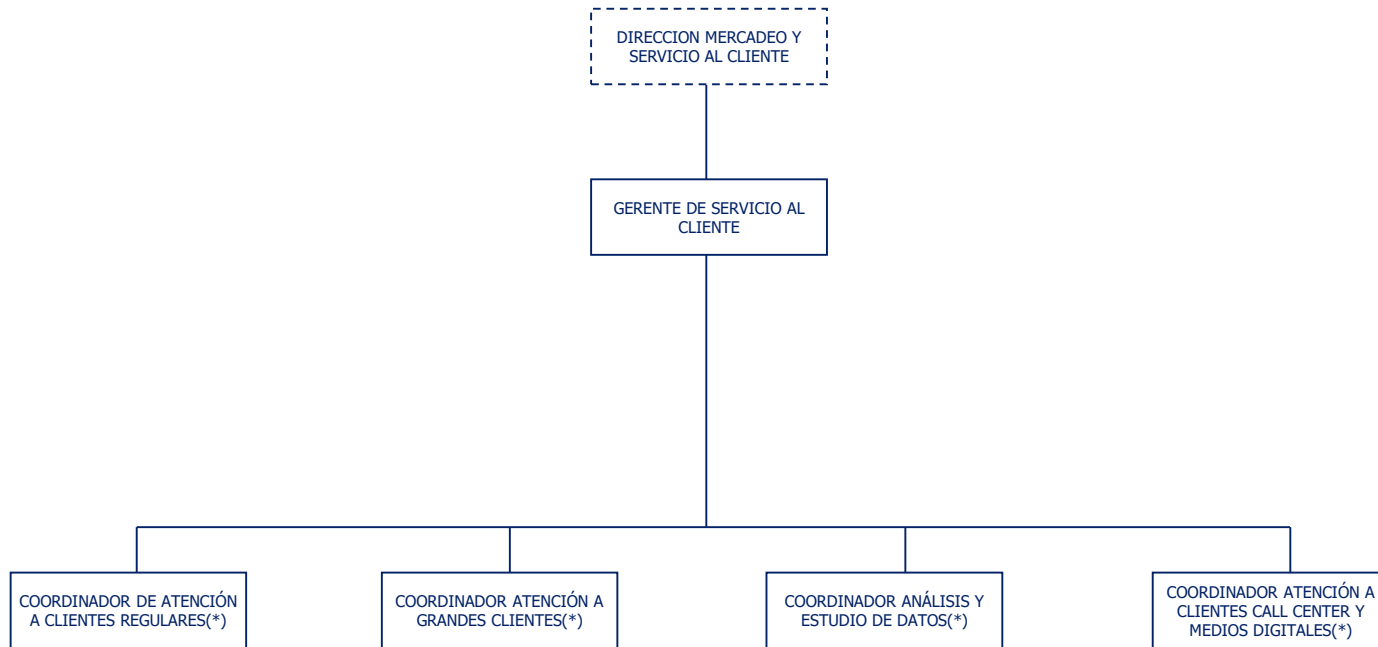 DIRECCION MERCADEO Y
SERVICIO AL CLIENTE
GERENTE DE SERVICIO AL
CLIENTE
COORDINADOR DE ATENCIÓN
A CLIENTES REGULARES(*)
COORDINADOR ATENCIÓN A
GRANDES CLIENTES(*)
COORDINADOR ANÁLISIS Y
ESTUDIO DE DATOS(*)
COORDINADOR ATENCIÓN A
CLIENTES CALL CENTER Y
MEDIOS DIGITALES(*)